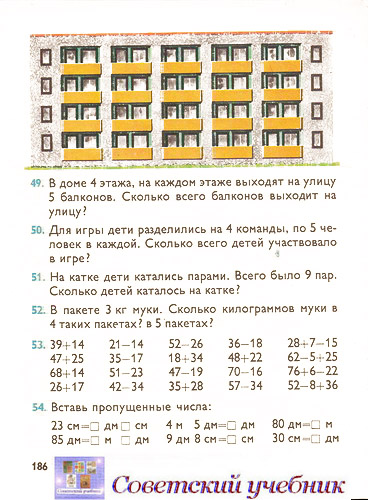 49. В доме 4 этажа, на каждом этаже выходят на улицу
5 балконов. Сколько всего балконов выходит на
улицу?
50. Для игры дети разделились на 4 команды, по 5 че-
ловек в каждой. Сколько всего детей участвовало
в игре?
51. На катке дети катались парами. Всего было 9 пар.
Сколько детей каталось на катке?
52. В пакете 3 кг муки. Сколько килограммов муки в
4 таких пакетах? в 5 пакетах?
53. 39+14 21−14 52−26 36−18 28+7−15
47+25 35−17 18+34 48+22 62−5+25
68+14 51−23 47−19 70−16 76+6−22
26+17 42−34 35+28 57−34 52−8+36
54. Вставь пропущенные числа:
23 см=□ дм □ см 4 м 5 дм=□ дм 80 дм=□ м
85 дм=□ м □ дм 9 дм 8 см=□ см 30 см=□ дм
186
Советский учебник